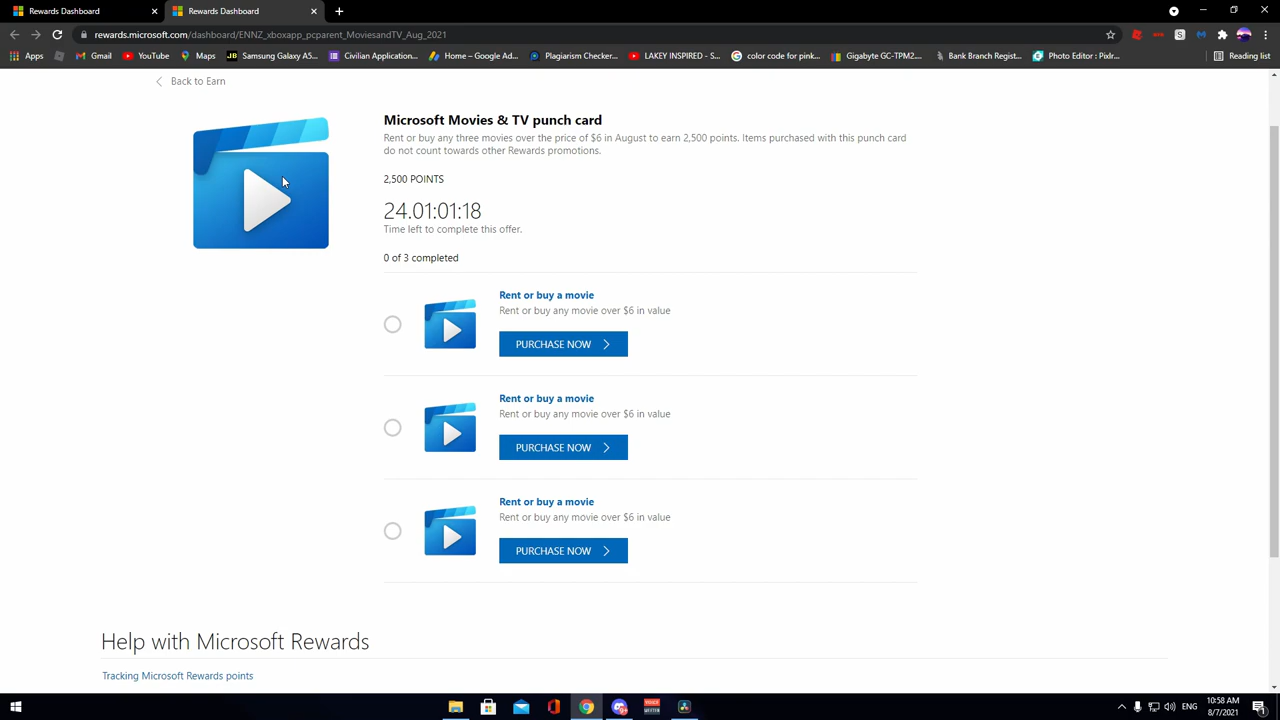 Rewards Dashboard
Rewards Dashboard
rewards.microsoft.com/dashboard/ENNZ_xboxapp_pcparent_MoviesandTV_Aug_2021
Apps
Gmail
YouTube
Maps
Samsung Galaxy A5...
Civilian Application...
Home – Google Ad...
Plagiarism Checker...
LAKEY INSPIRED – S...
color code for pink...
Gigabyte GC-TPM2...
Bank Branch Regist...
Photo Editor : Pixlr...
Reading list
Back to Earn
Microsoft Movies & TV punch card
Rent or buy any three movies over the price of $6 in August to earn 2,500 points. Items purchased with this punch card
do not count towards other Rewards promotions.
2,500 POINTS
24.01:01:18
Time left to complete this offer.
0 of 3 completed
Rent or buy a movie
Rent or buy any movie over $6 in value
PURCHASE NOW
Rent or buy a movie
Rent or buy any movie over $6 in value
PURCHASE NOW
Rent or buy a movie
Rent or buy any movie over $6 in value
PURCHASE NOW
Help with Microsoft Rewards
Tracking Microsoft Rewards points
ENG
10:58 AM
8/7/2021